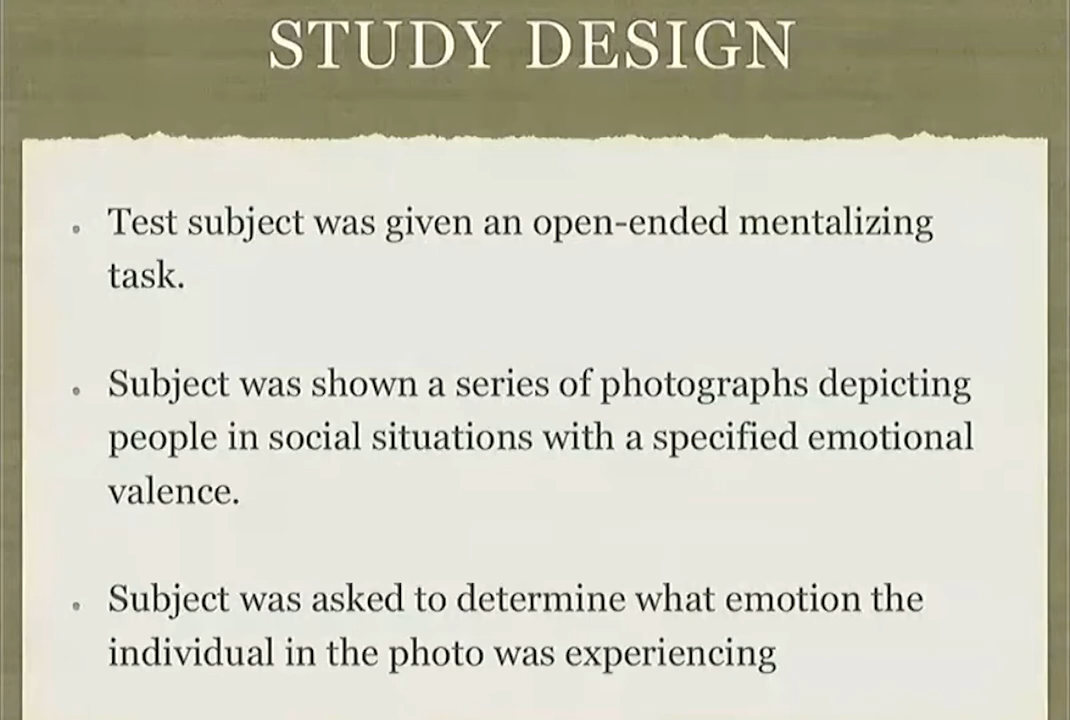 STUDY DESIGN
Test subject was given an open-ended mentalizing
task.
Subject was shown a series of photographs depicting
people in social situations with a specified emotional
valence.
Subject was asked to determine what emotion the
individual in the photo was experiencing